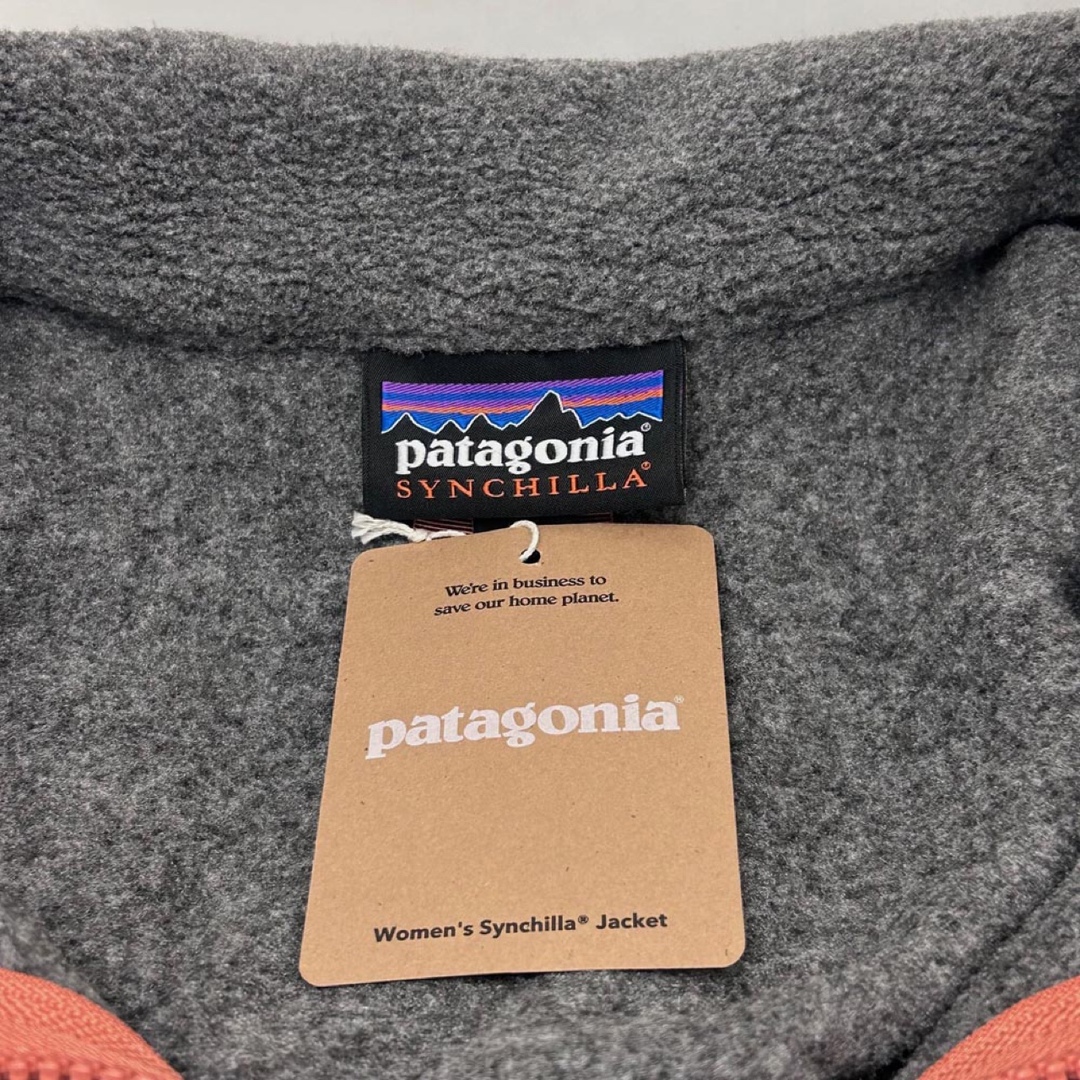 patagonia®
SYNCHILLA®
We're in business to
save our home planet.
patagonia®
Women's Synchilla® Jacket